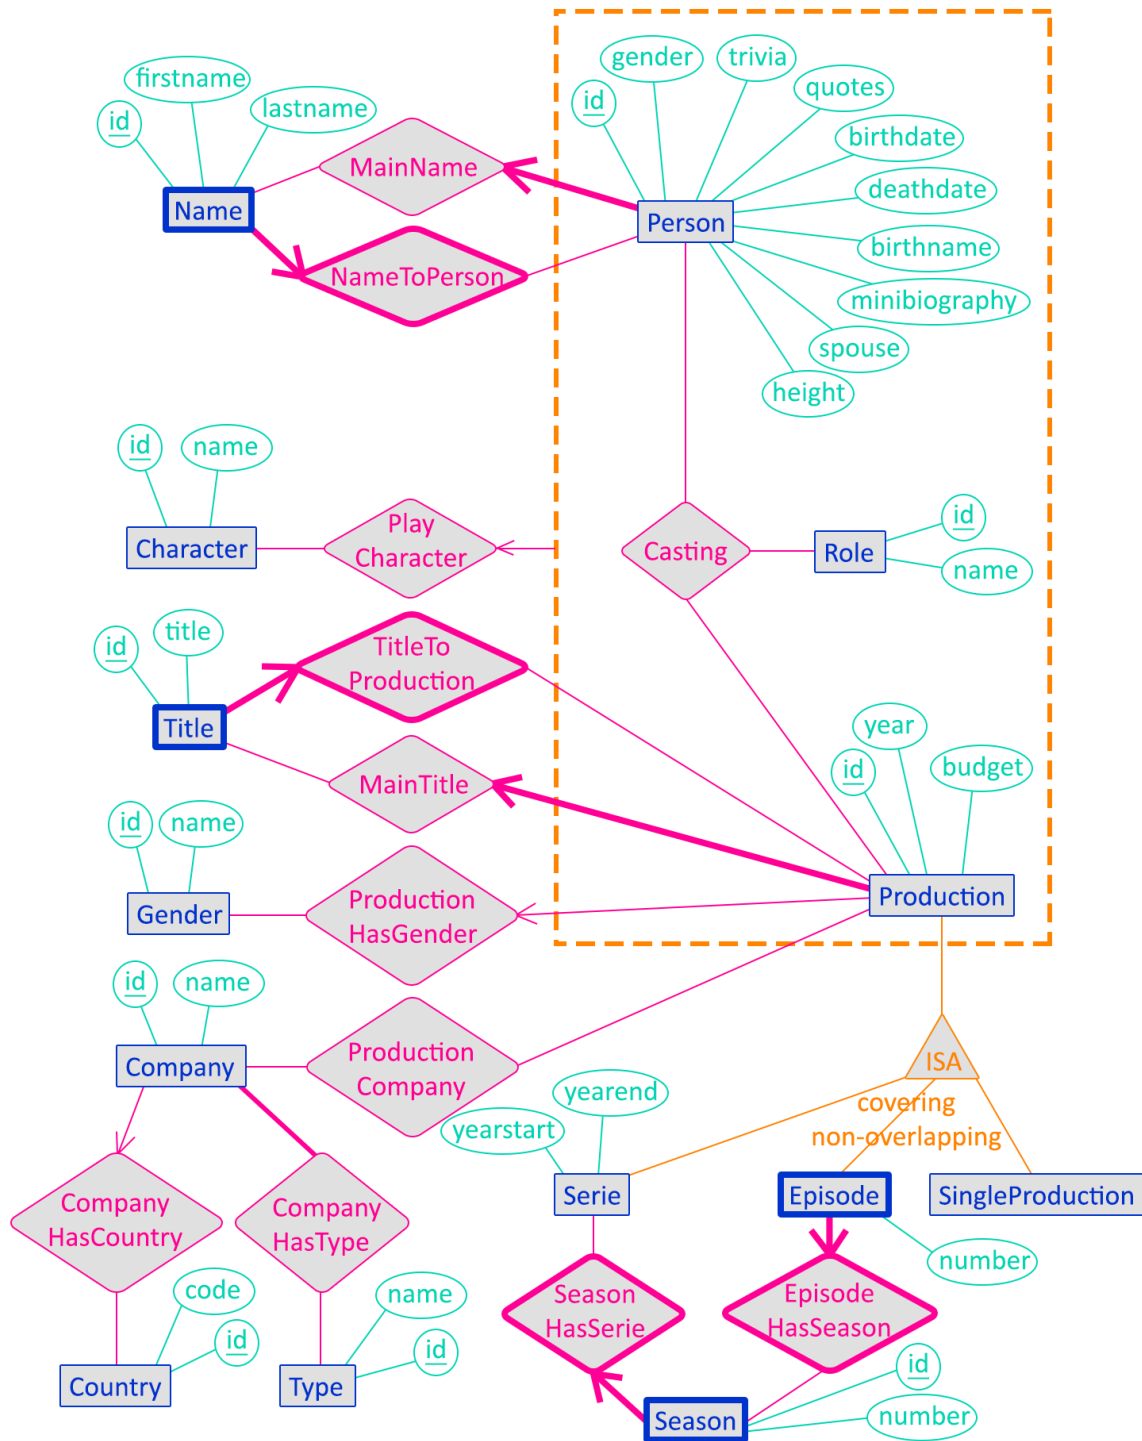 gender
trivia
id
quotes
firstname
lastname
id
birthdate
MainName
deathdate
Name
Person
birthname
NameToPerson
minibiography
spouse
height
id
name
id
Play
Character
Character
Casting
Role
name
id
title
TitleTo
Production
Title
year
id
budget
MainTitle
id
name
Production
HasGender
Gender
Production
id
name
Company
Production
Company
ISA
covering
non-overlapping
yearend
yearstart
Serie
Episode
SingleProduction
Company
HasCountry
Company
HasType
number
code
id
name
id
Season
HasSerie
Episode
HasSeason
Country
Type
id
number
Season